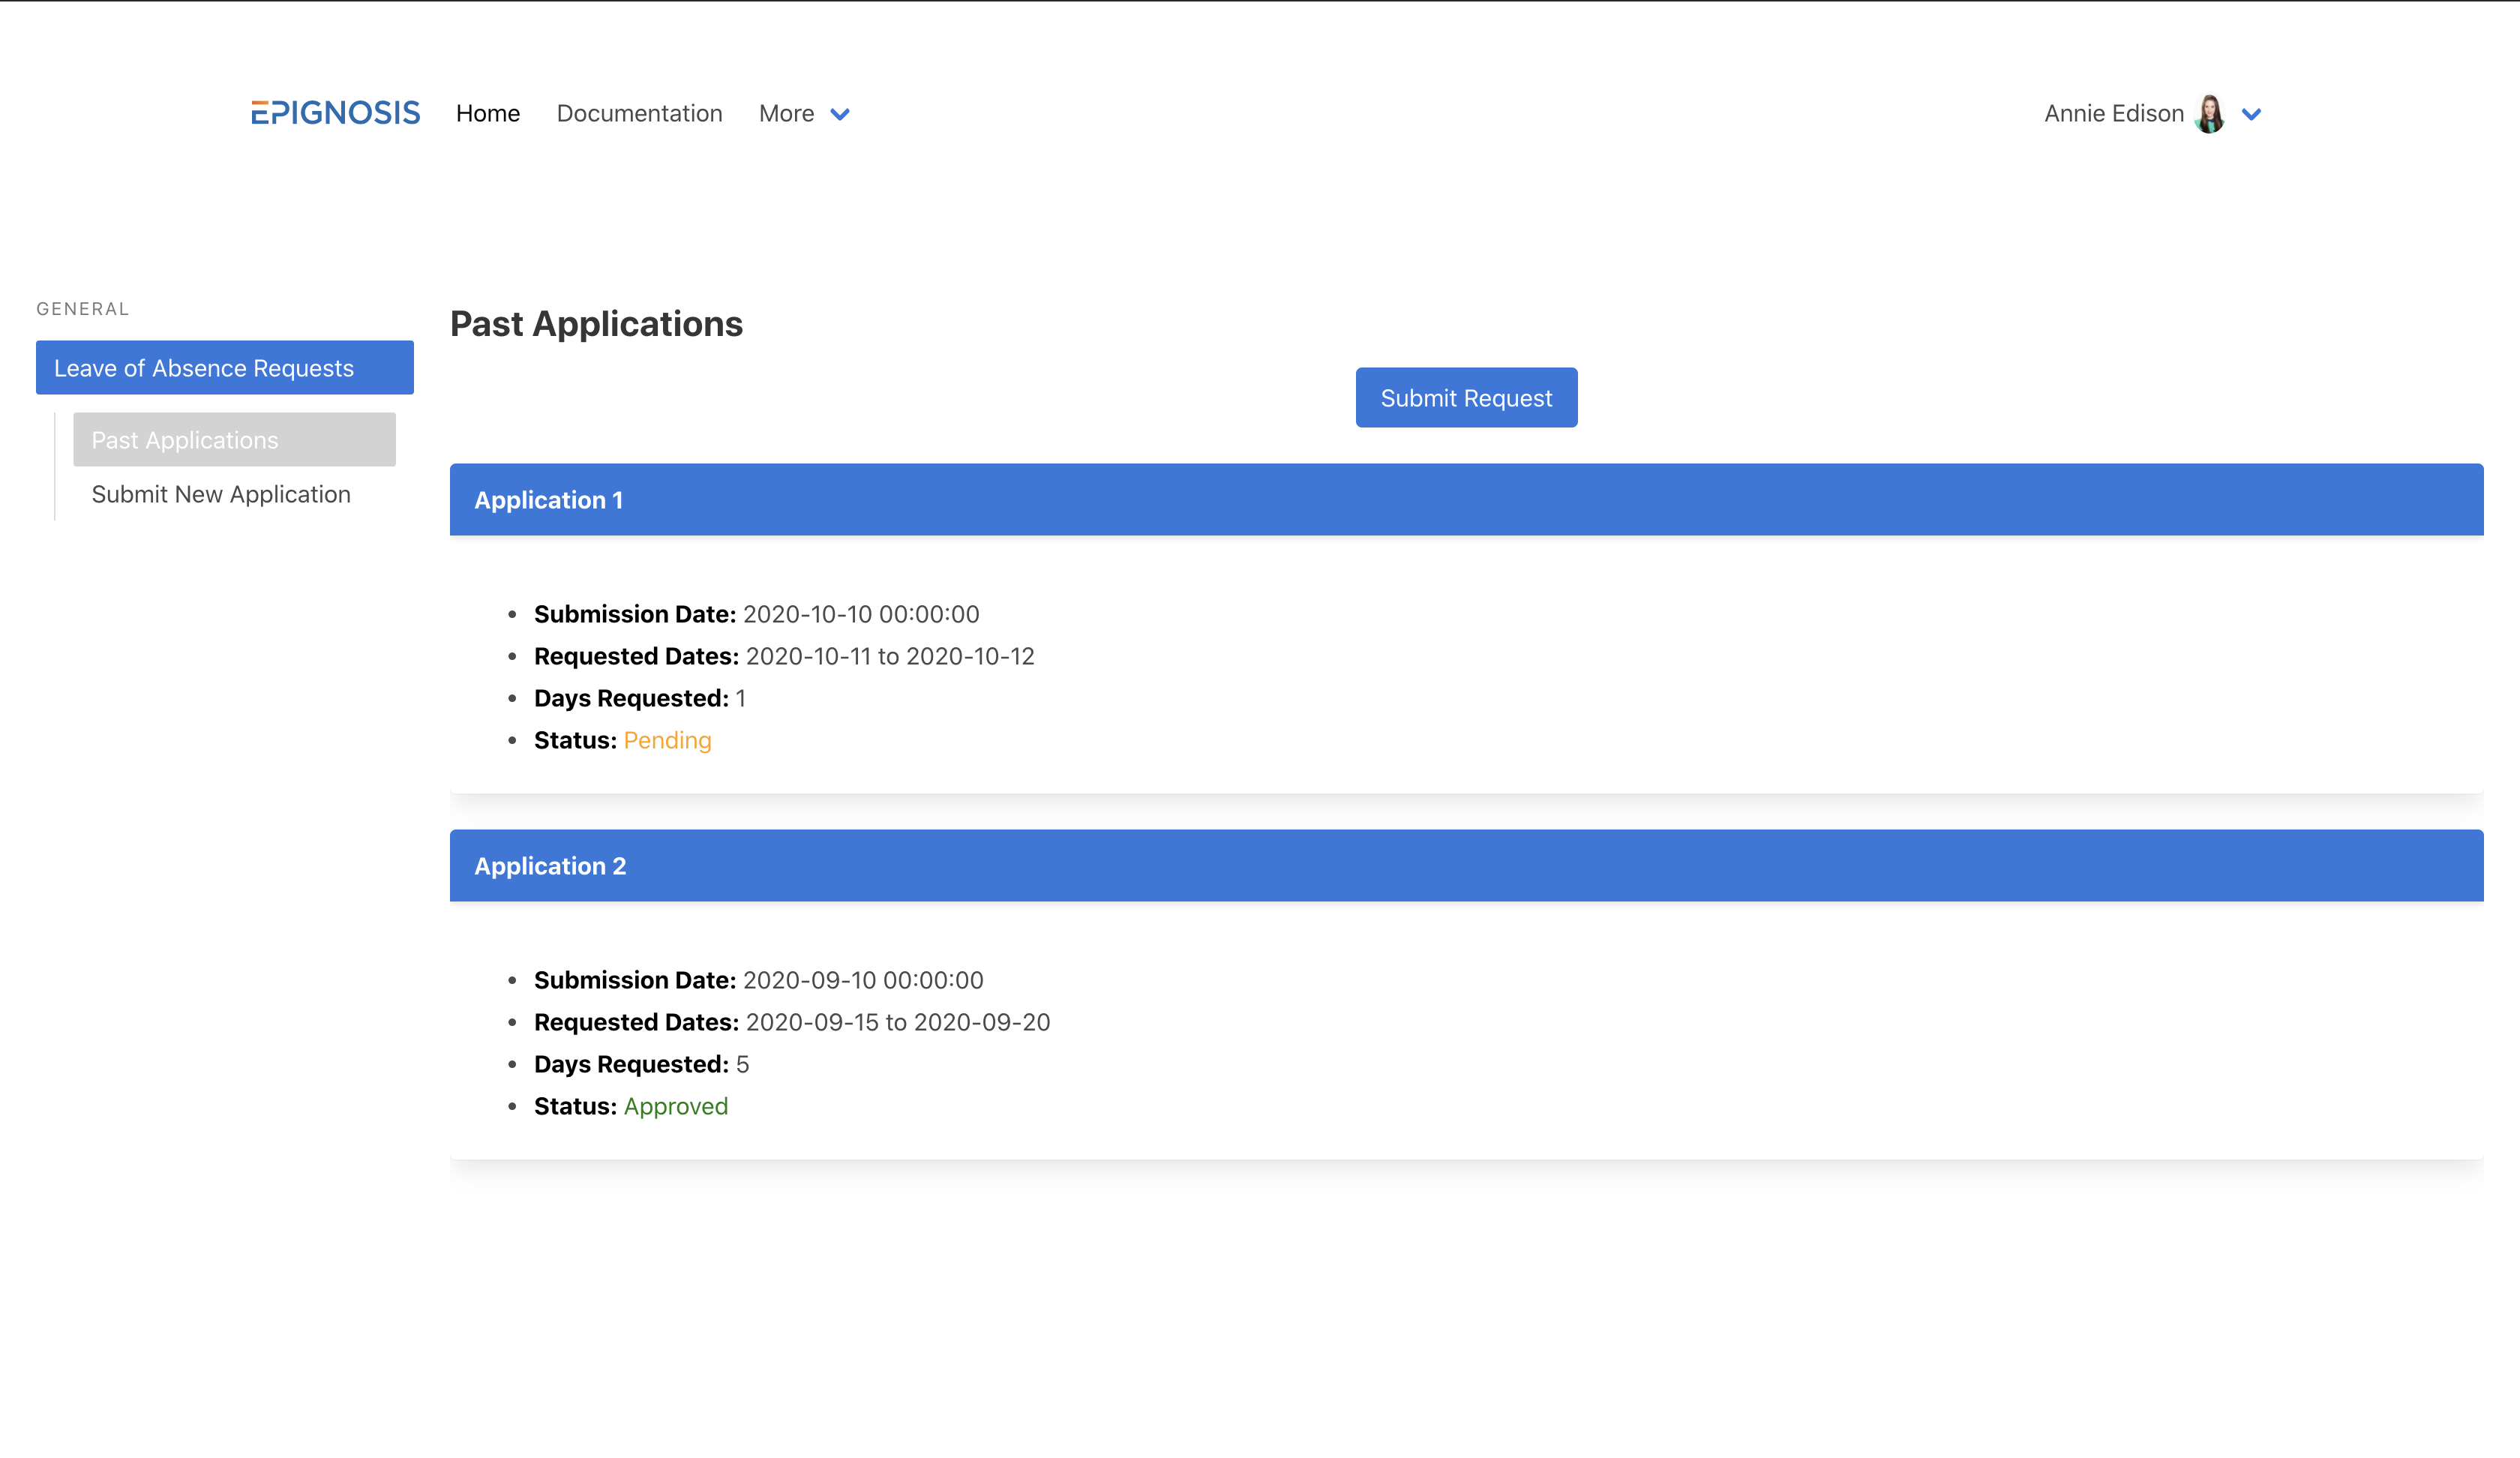 EPIGNOSIS Home Documentation More Annie Edison
GENERAL
Leave of Absence Requests
Past Applications
Submit New Application
Past Applications
Submit Request
Application 1
• Submission Date: 2020-10-10 00:00:00
• Requested Dates: 2020-10-11 to 2020-10-12
• Days Requested: 1
• Status: Pending
Application 2
• Submission Date: 2020-09-10 00:00:00
• Requested Dates: 2020-09-15 to 2020-09-20
• Days Requested: 5
• Status: Approved